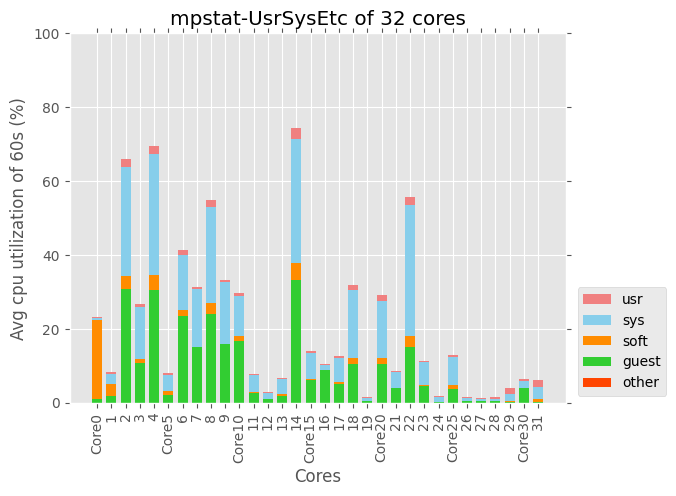 mpstat-UsrSysEtc of 32 cores
Avg cpu utilization of 60s (%)
100
80
60
40
20
0
Core0
1
2
3
4
Core5
6
7
8
9
Core10
11
12
13
14
Core15
16
17
18
19
Core20
21
22
23
24
Core25
26
27
28
29
Core30
31
Cores
usr
sys
soft
guest
other